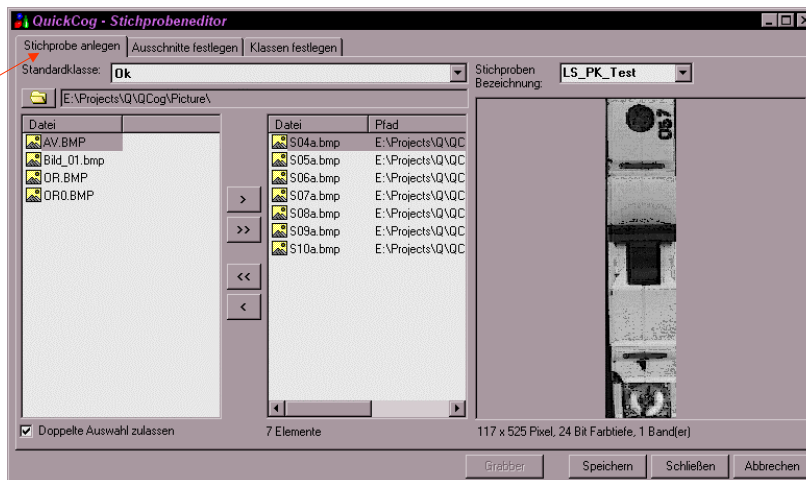 QuickCog - Stichprobeneditor
Stichprobe anlegen Ausschnitte festlegen Klassen festlegen
Standardklasse: Ok
Stichproben Bezeichnung: LS_PK_Test
E:\Projects\Q\QCog\Picture\
Datei
AV.BMP
Bild_01.bmp
OR.BMP
OR0.BMP
>
>>
<<
<
Datei Pfad
S04a.bmp E:\Projects\Q\QC
S05a.bmp E:\Projects\Q\QC
S06a.bmp E:\Projects\Q\QC
S07a.bmp E:\Projects\Q\QC
S08a.bmp E:\Projects\Q\QC
S09a.bmp E:\Projects\Q\QC
S10a.bmp E:\Projects\Q\QC
Doppelte Auswahl zulassen
7 Elemente
117 x 525 Pixel, 24 Bit Farbtiefe, 1 Band(er)
Grabber Speichern Schließen Abbrechen